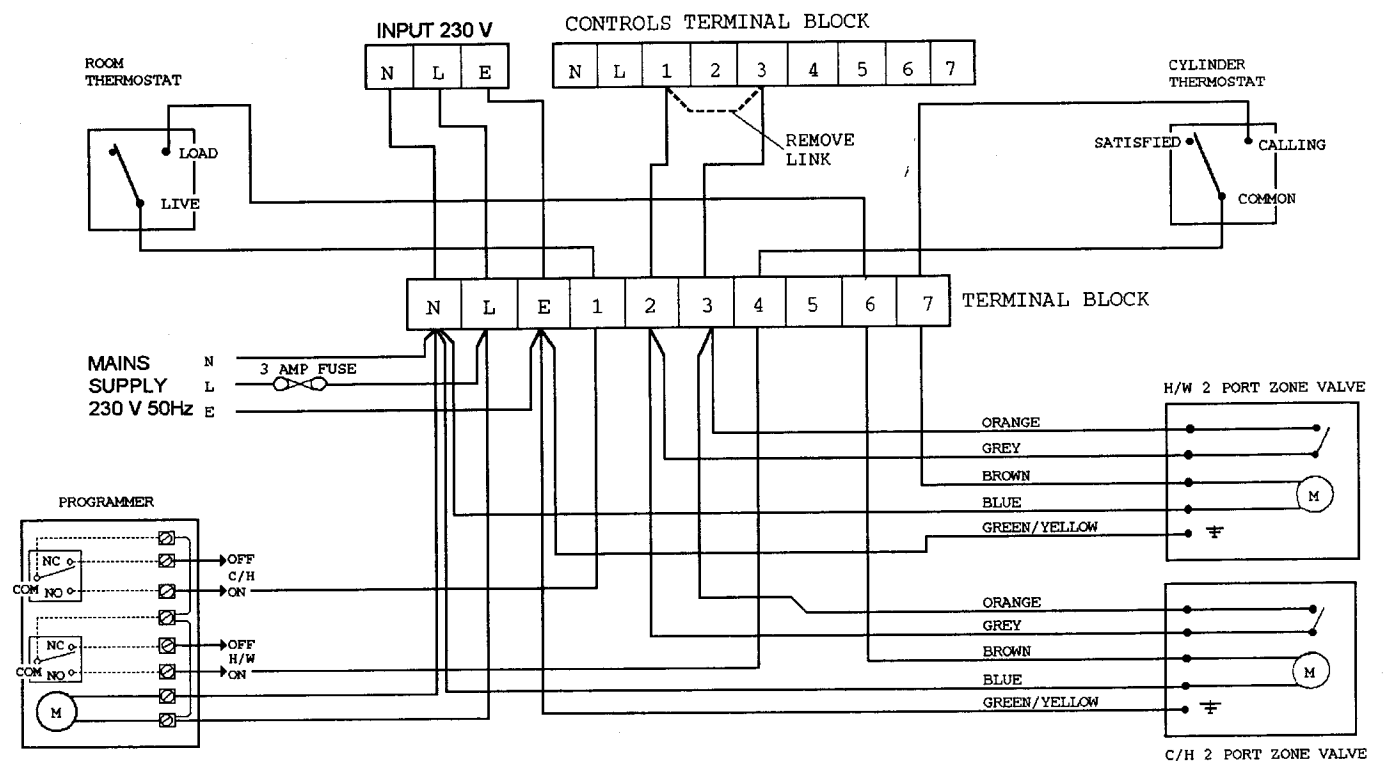 INPUT 230 V
CONTROLS TERMINAL BLOCK
N L E
N L 1 2 3 4 5 6 7
ROOM
THERMOSTAT
LOAD
LIVE
REMOVE
LINK
CYLINDER
THERMOSTAT
SATISFIED
CALLING
COMMON
N L E 1 2 3 4 5 6 7
TERMINAL BLOCK
MAINS
SUPPLY
230 V 50Hz
N
L
E
3 AMP FUSE
H/W 2 PORT ZONE VALVE
ORANGE
GREY
BROWN
BLUE
GREEN/YELLOW
M
PROGRAMMER
NC
COM
NO
OFF
C/H
ON
NC
COM
NO
OFF
H/W
ON
M
ORANGE
GREY
BROWN
BLUE
GREEN/YELLOW
M
C/H 2 PORT ZONE VALVE